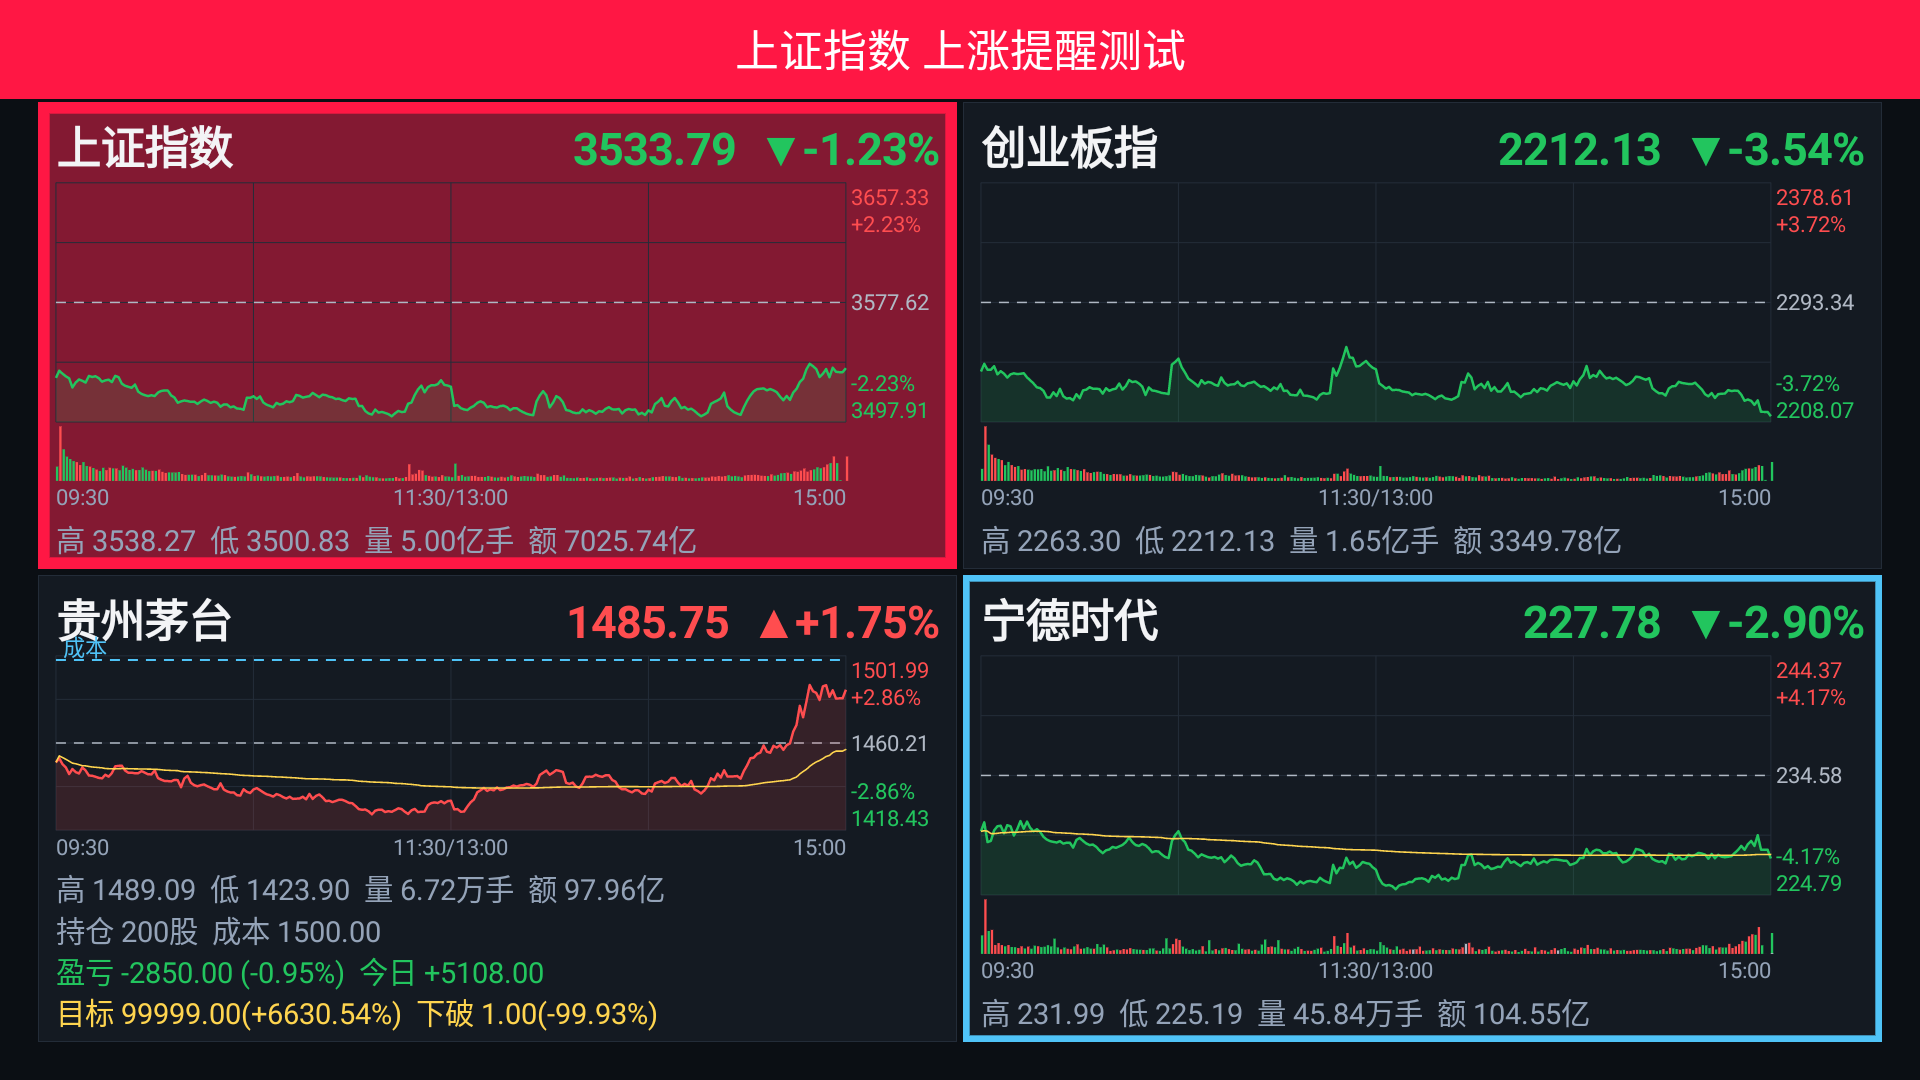 上证指数 上涨提醒测试
上证指数 3533.79 ▼-1.23%
3657.33
+2.23%
3577.62
-2.23%
3497.91
09:30 11:30/13:00 15:00
高 3538.27 低 3500.83 量 5.00亿手 额 7025.74亿
创业板指 2212.13 ▼-3.54%
2378.61
+3.72%
2293.34
-3.72%
2208.07
09:30 11:30/13:00 15:00
高 2263.30 低 2212.13 量 1.65亿手 额 3349.78亿
贵州茅台 1485.75 ▲+1.75%
成本
1501.99
+2.86%
1460.21
-2.86%
1418.43
09:30 11:30/13:00 15:00
高 1489.09 低 1423.90 量 6.72万手 额 97.96亿
持仓 200股 成本 1500.00
盈亏 -2850.00 (-0.95%) 今日 +5108.00
目标 99999.00(+6630.54%) 下破 1.00(-99.93%)
宁德时代 227.78 ▼-2.90%
244.37
+4.17%
234.58
-4.17%
224.79
09:30 11:30/13:00 15:00
高 231.99 低 225.19 量 45.84万手 额 104.55亿